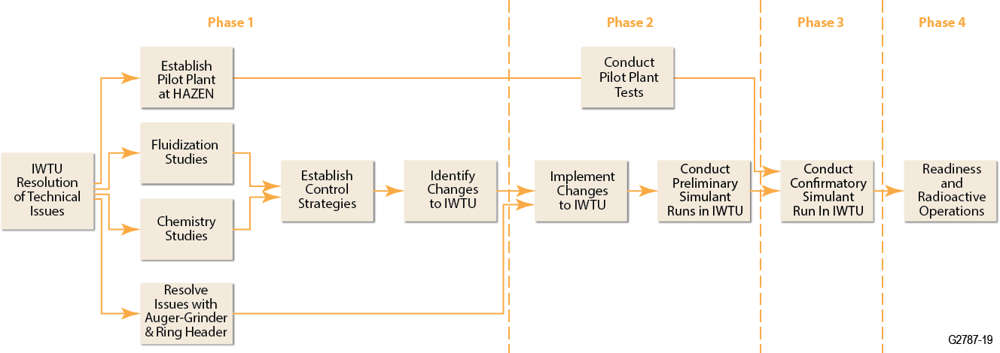 Phase 1
Phase 2
Phase 3
Phase 4
Establish
Pilot Plant
at HAZEN
Conduct
Pilot Plant
Tests
Fluidization
Studies
IWTU
Resolution
of Technical
Issues
Establish
Control
Strategies
Identify
Changes
to IWTU
Implement
Changes
to IWTU
Conduct
Preliminary
Simulant
Runs in IWTU
Conduct
Confirmatory
Simulant
Run In IWTU
Readiness
and
Radioactive
Operations
Chemistry
Studies
Resolve
Issues with
Auger-Grinder
& Ring Header
G2787-19